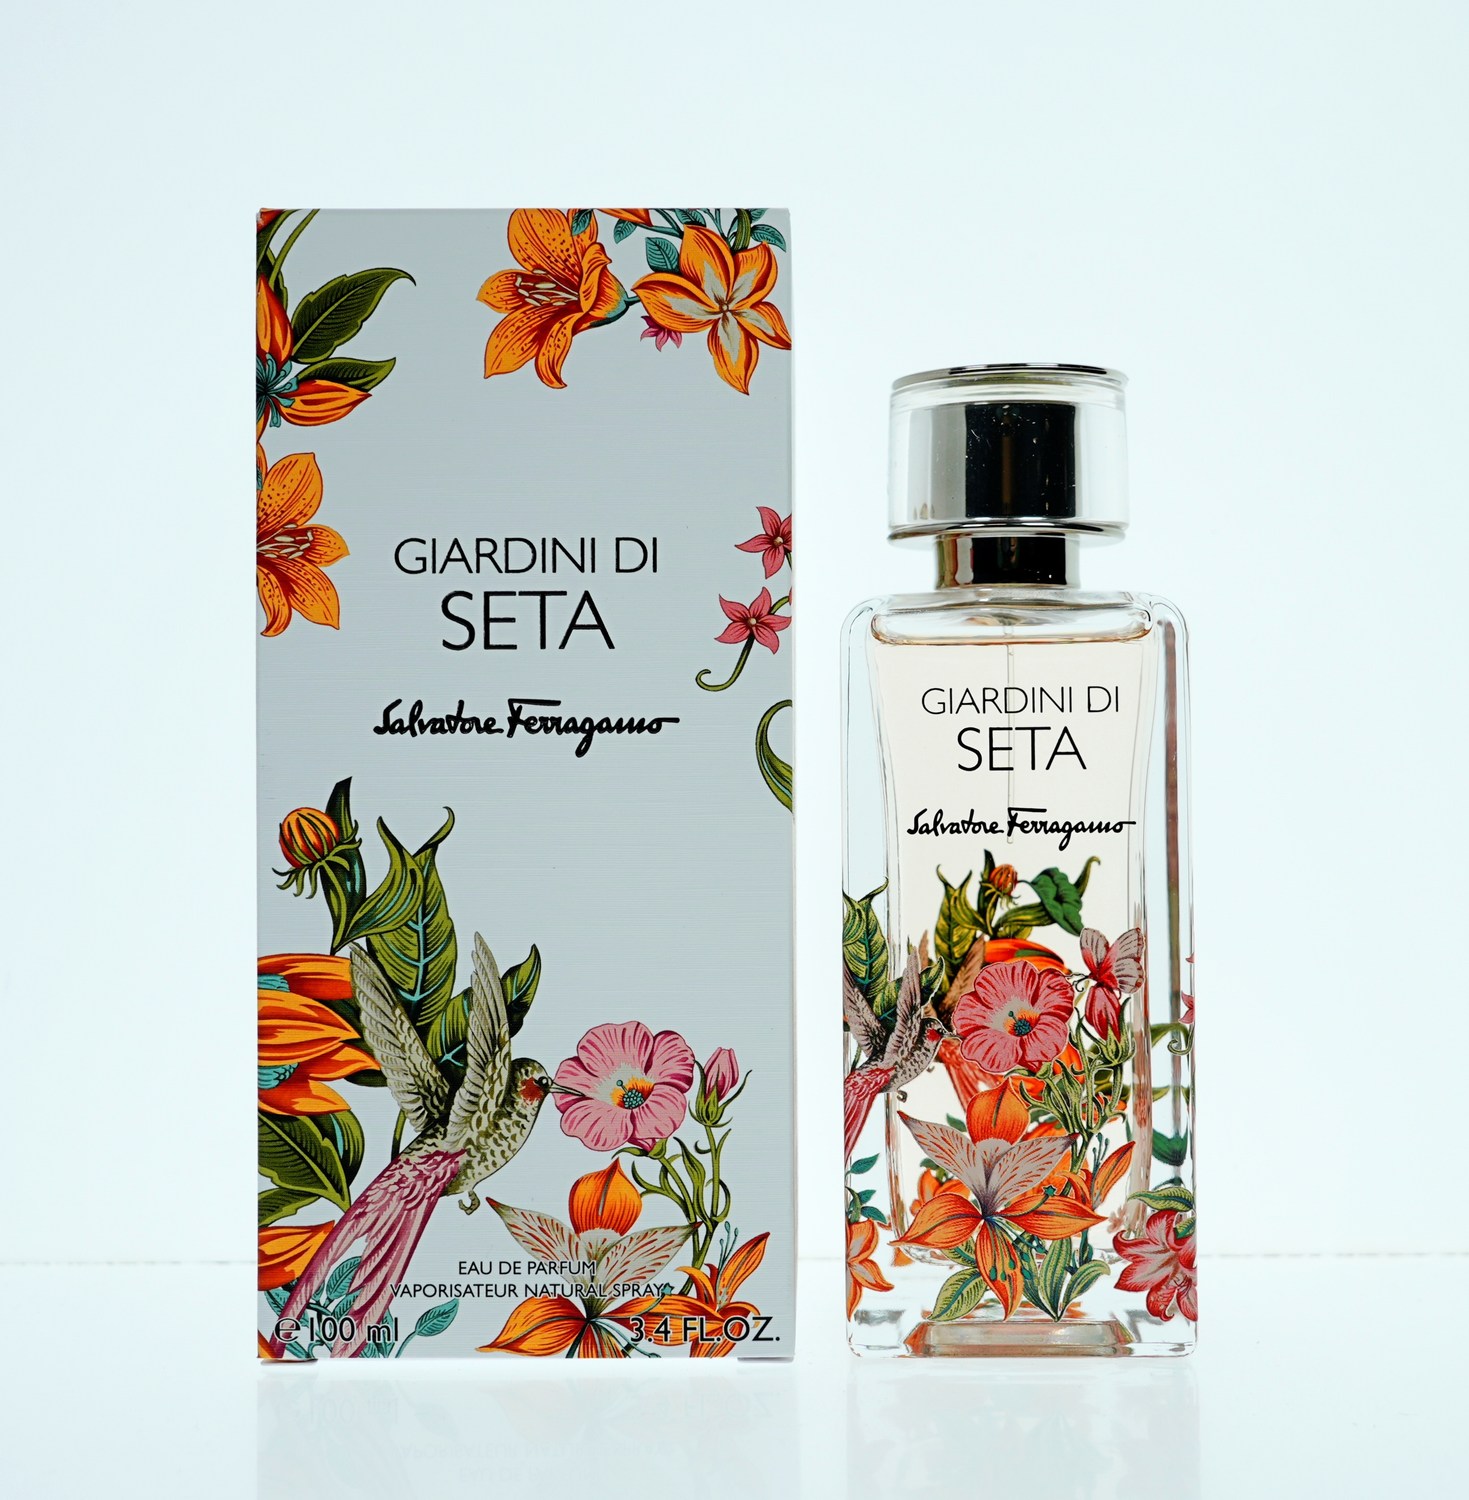 GIARDINI DI
SETA
Salvatore Ferragamo
EAU DE PARFUM
VAPORISATEUR NATURAL SPRAY
℮100 ml 3.4 FL.OZ.
GIARDINI DI
SETA
Salvatore Ferragamo